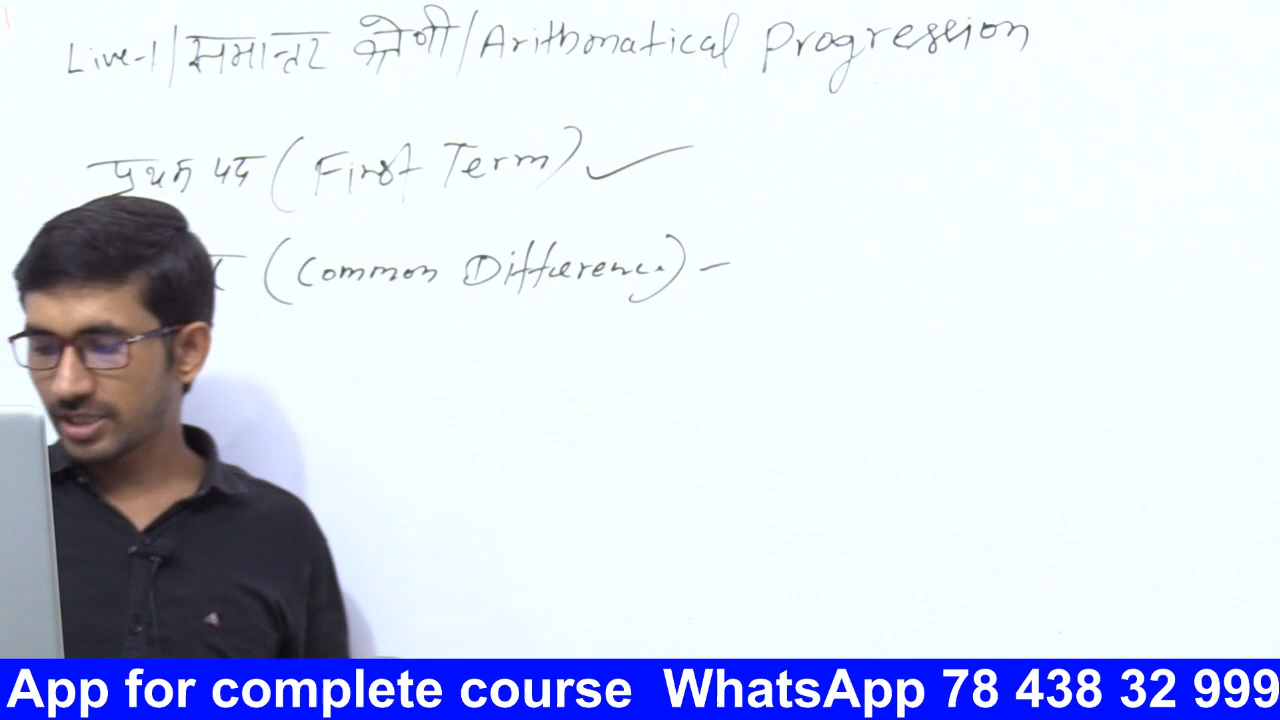 Live-1/समान्तर श्रेणी/Arithmatical Progression
प्रथम पद (First Term) ✓
(Common Difference) -
App for complete course WhatsApp 78 438 32 999